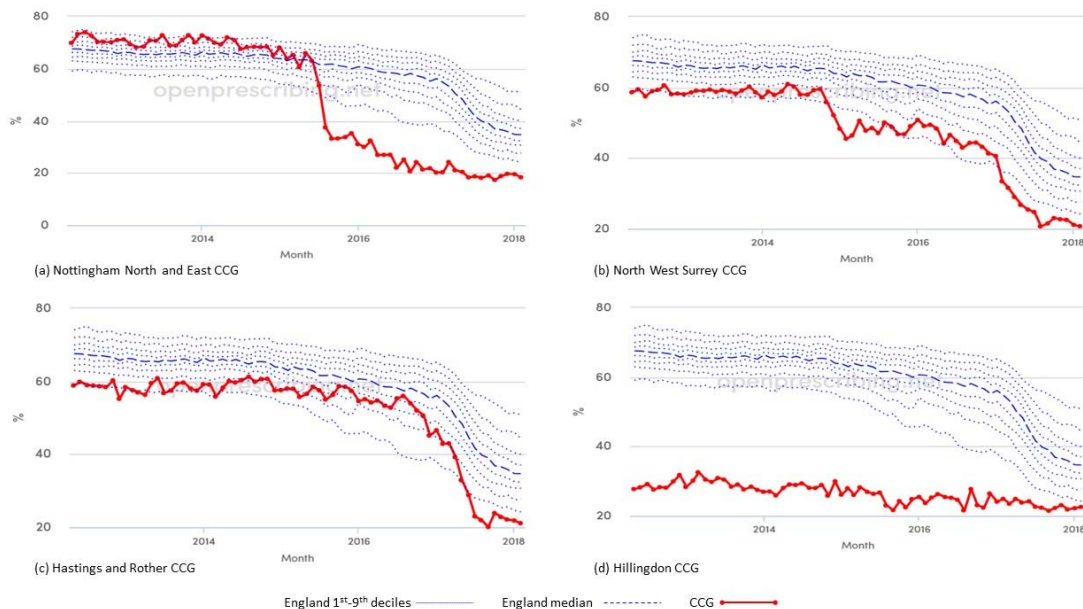 80
60
40
20
0
%
openprescribing.net
2014
2016
2018
Month
(a) Nottingham North and East CCG
80
60
40
20
%
openprescribing.net
2014
2016
2018
Month
(b) North West Surrey CCG
80
60
40
20
%
2014
2016
2018
Month
(c) Hastings and Rother CCG
80
60
40
20
%
openprescribing.net
2014
2016
2018
Month
(d) Hillingdon CCG
England 1st-9th deciles
England median
CCG